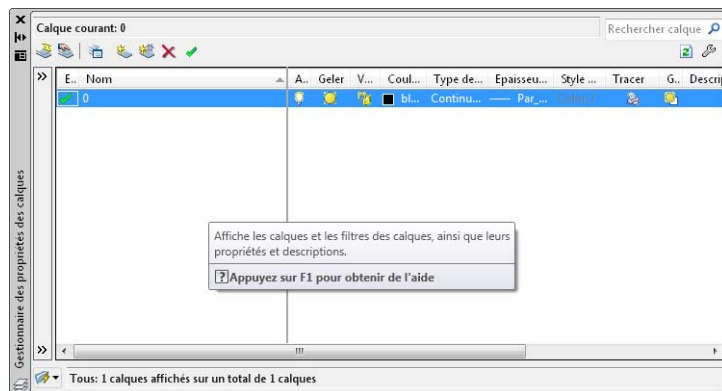 Calque courant: 0
Rechercher calque
E.. Nom A.. Geler V... Coul... Type de... Epaisseu... Style ... Tracer G.. Descri
0 bl... Continu... Par_...
Affiche les calques et les filtres des calques, ainsi que leurs
propriétés et descriptions.
Appuyez sur F1 pour obtenir de l'aide
Gestionnaire des propriétés des calques
Tous: 1 calques affichés sur un total de 1 calques